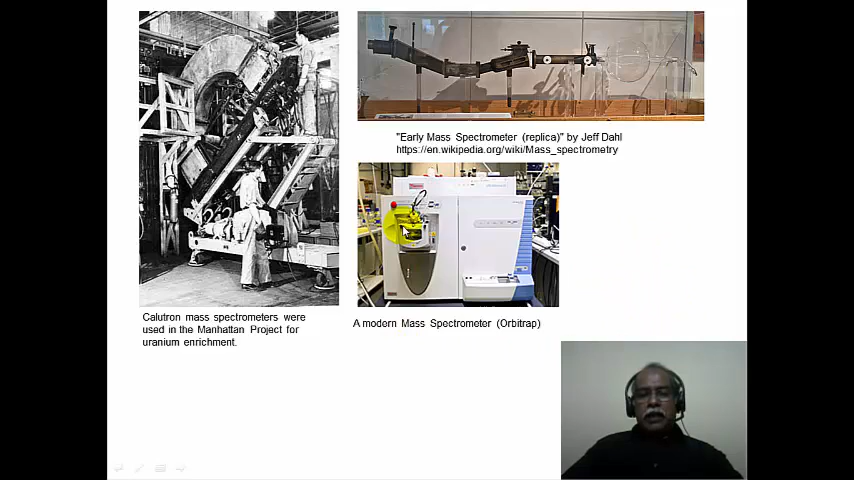 "Early Mass Spectrometer (replica)" by Jeff Dahl
https://en.wikipedia.org/wiki/Mass_spectrometry
Calutron mass spectrometers were
used in the Manhattan Project for
uranium enrichment.
A modern Mass Spectrometer (Orbitrap)